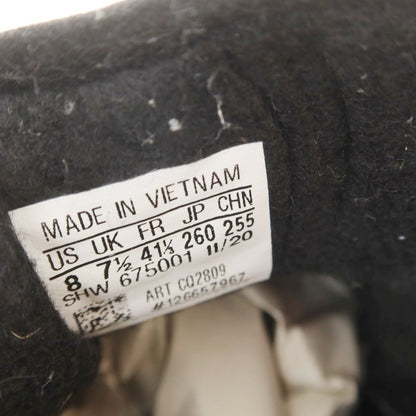 MADE IN VIETNAM
US UK FR JP CHN
8 7½ 41⅓ 260 255
SHW 675001 11/20
ART CQ2809
#126657967